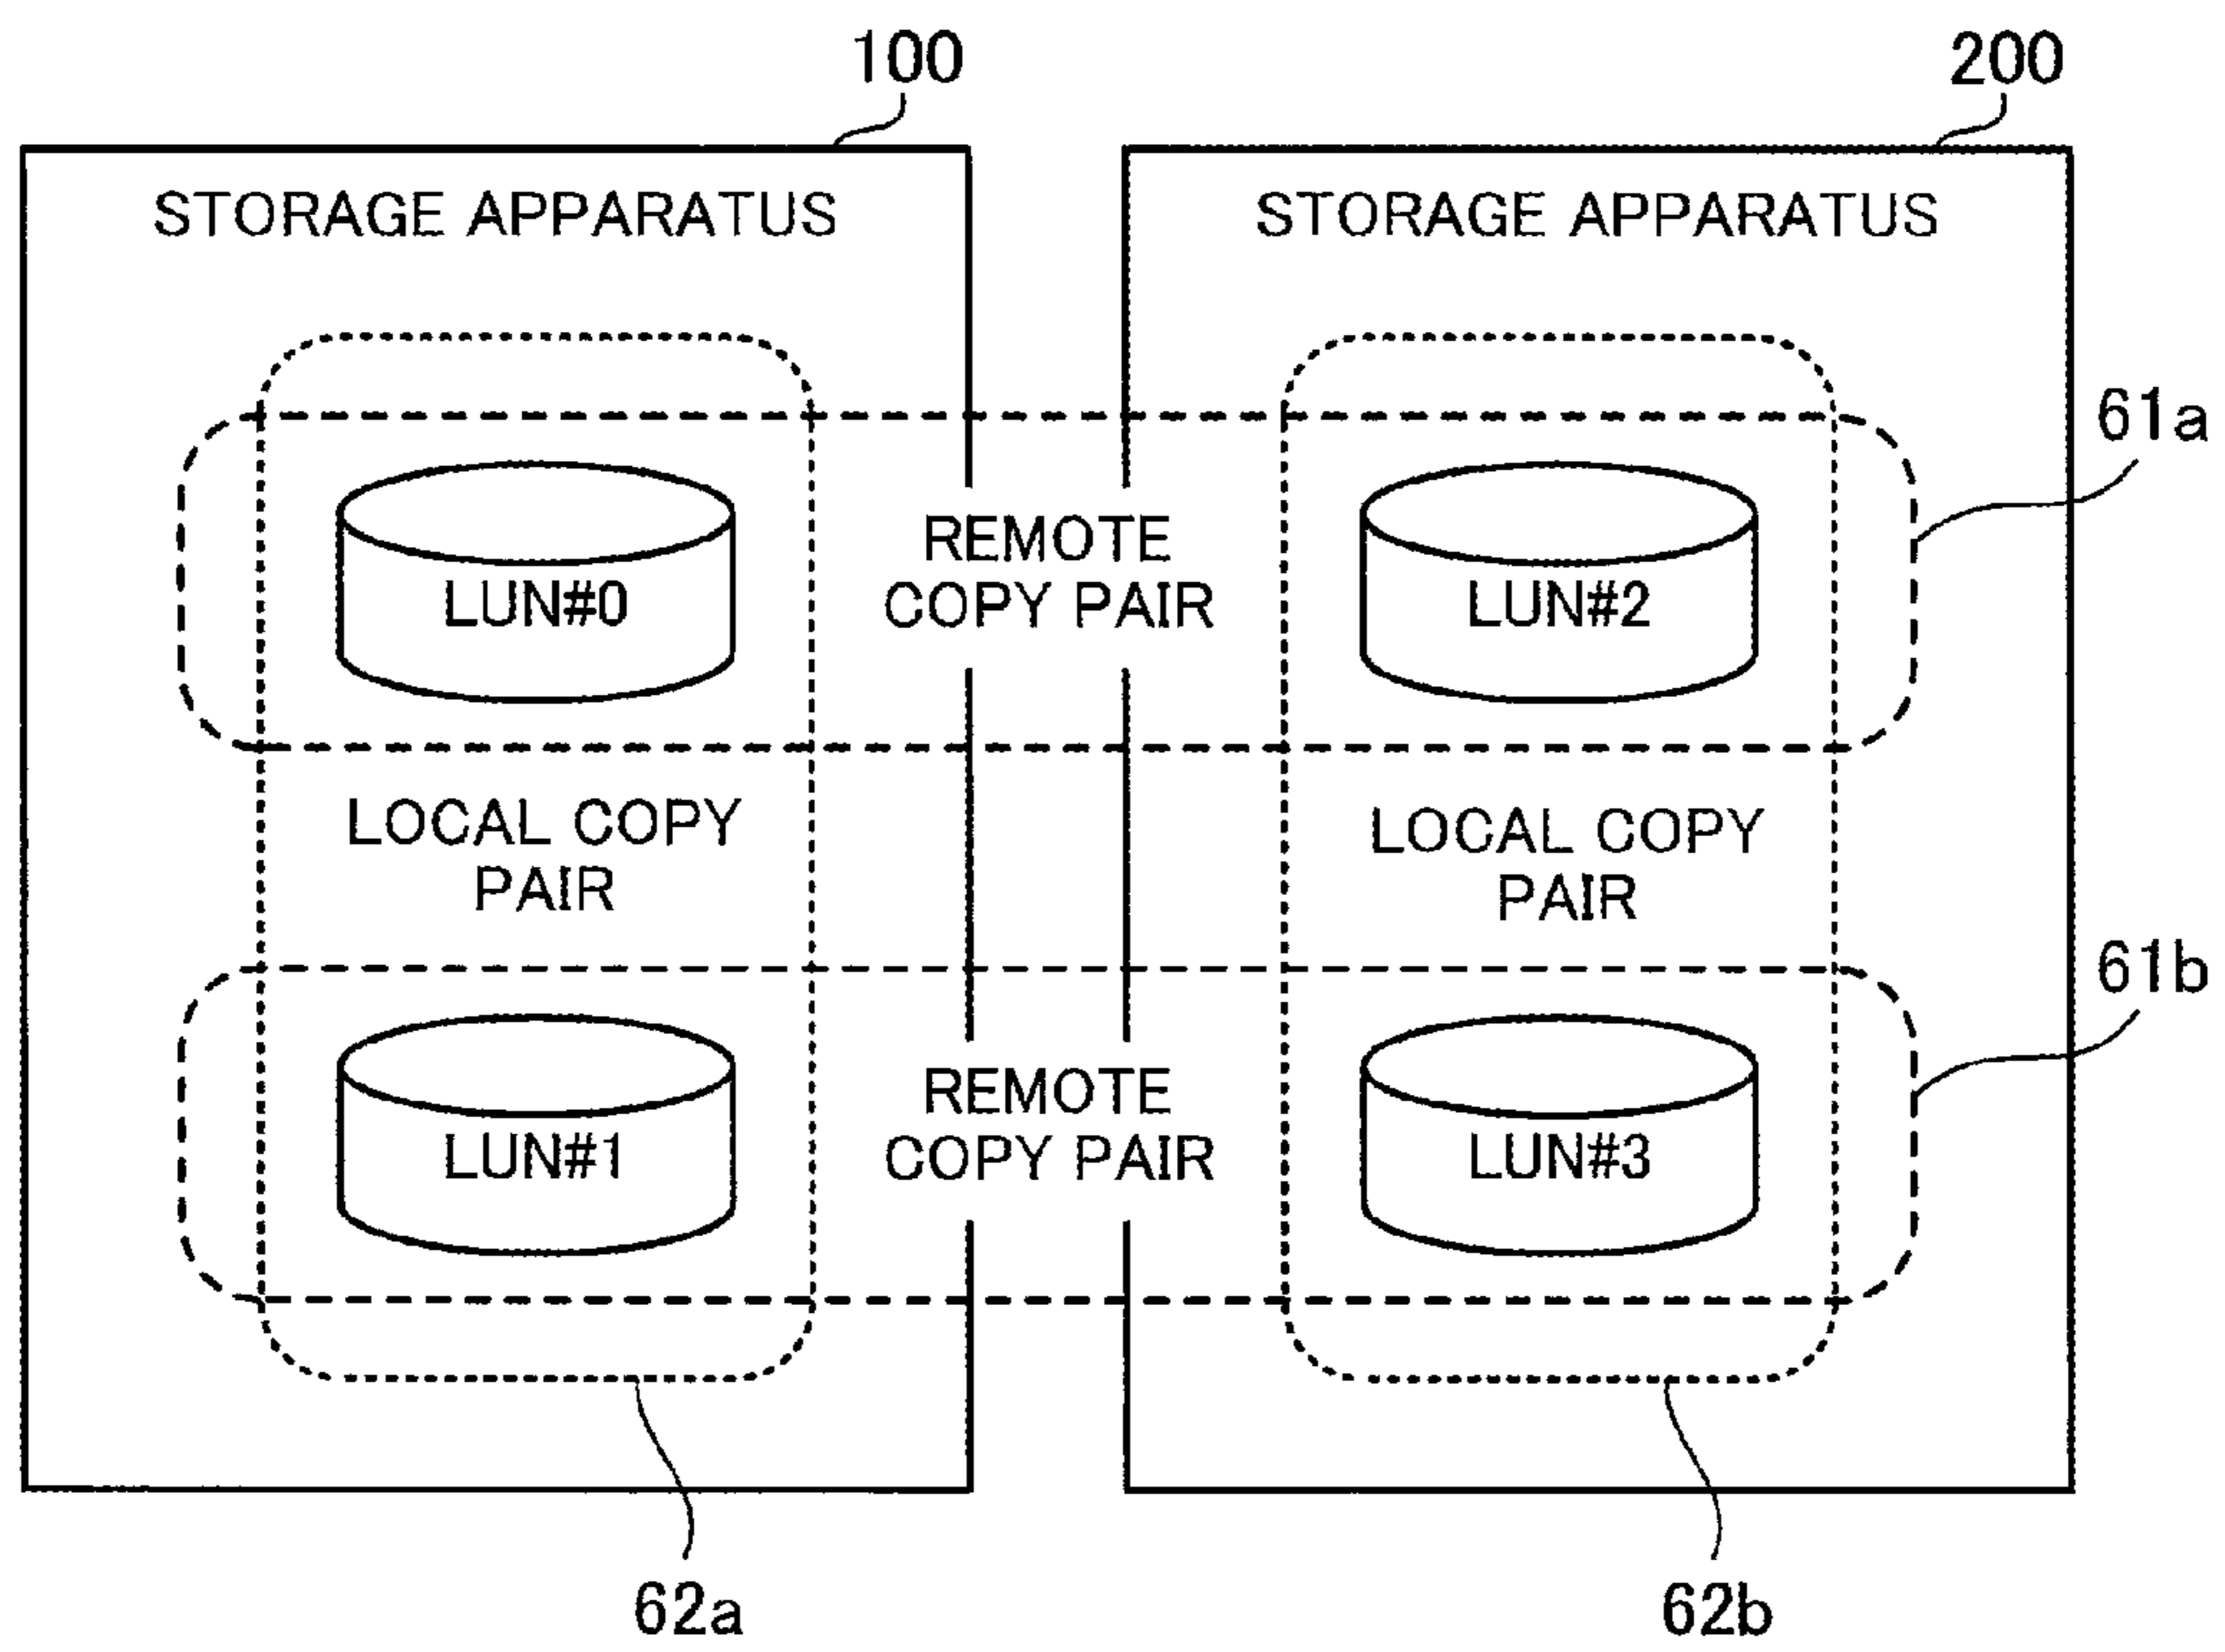 100
200
STORAGE APPARATUS
STORAGE APPARATUS
61a
REMOTE
COPY PAIR
LUN#0
LUN#2
LOCAL COPY
PAIR
LOCAL COPY
PAIR
61b
REMOTE
COPY PAIR
LUN#1
LUN#3
62a
62b